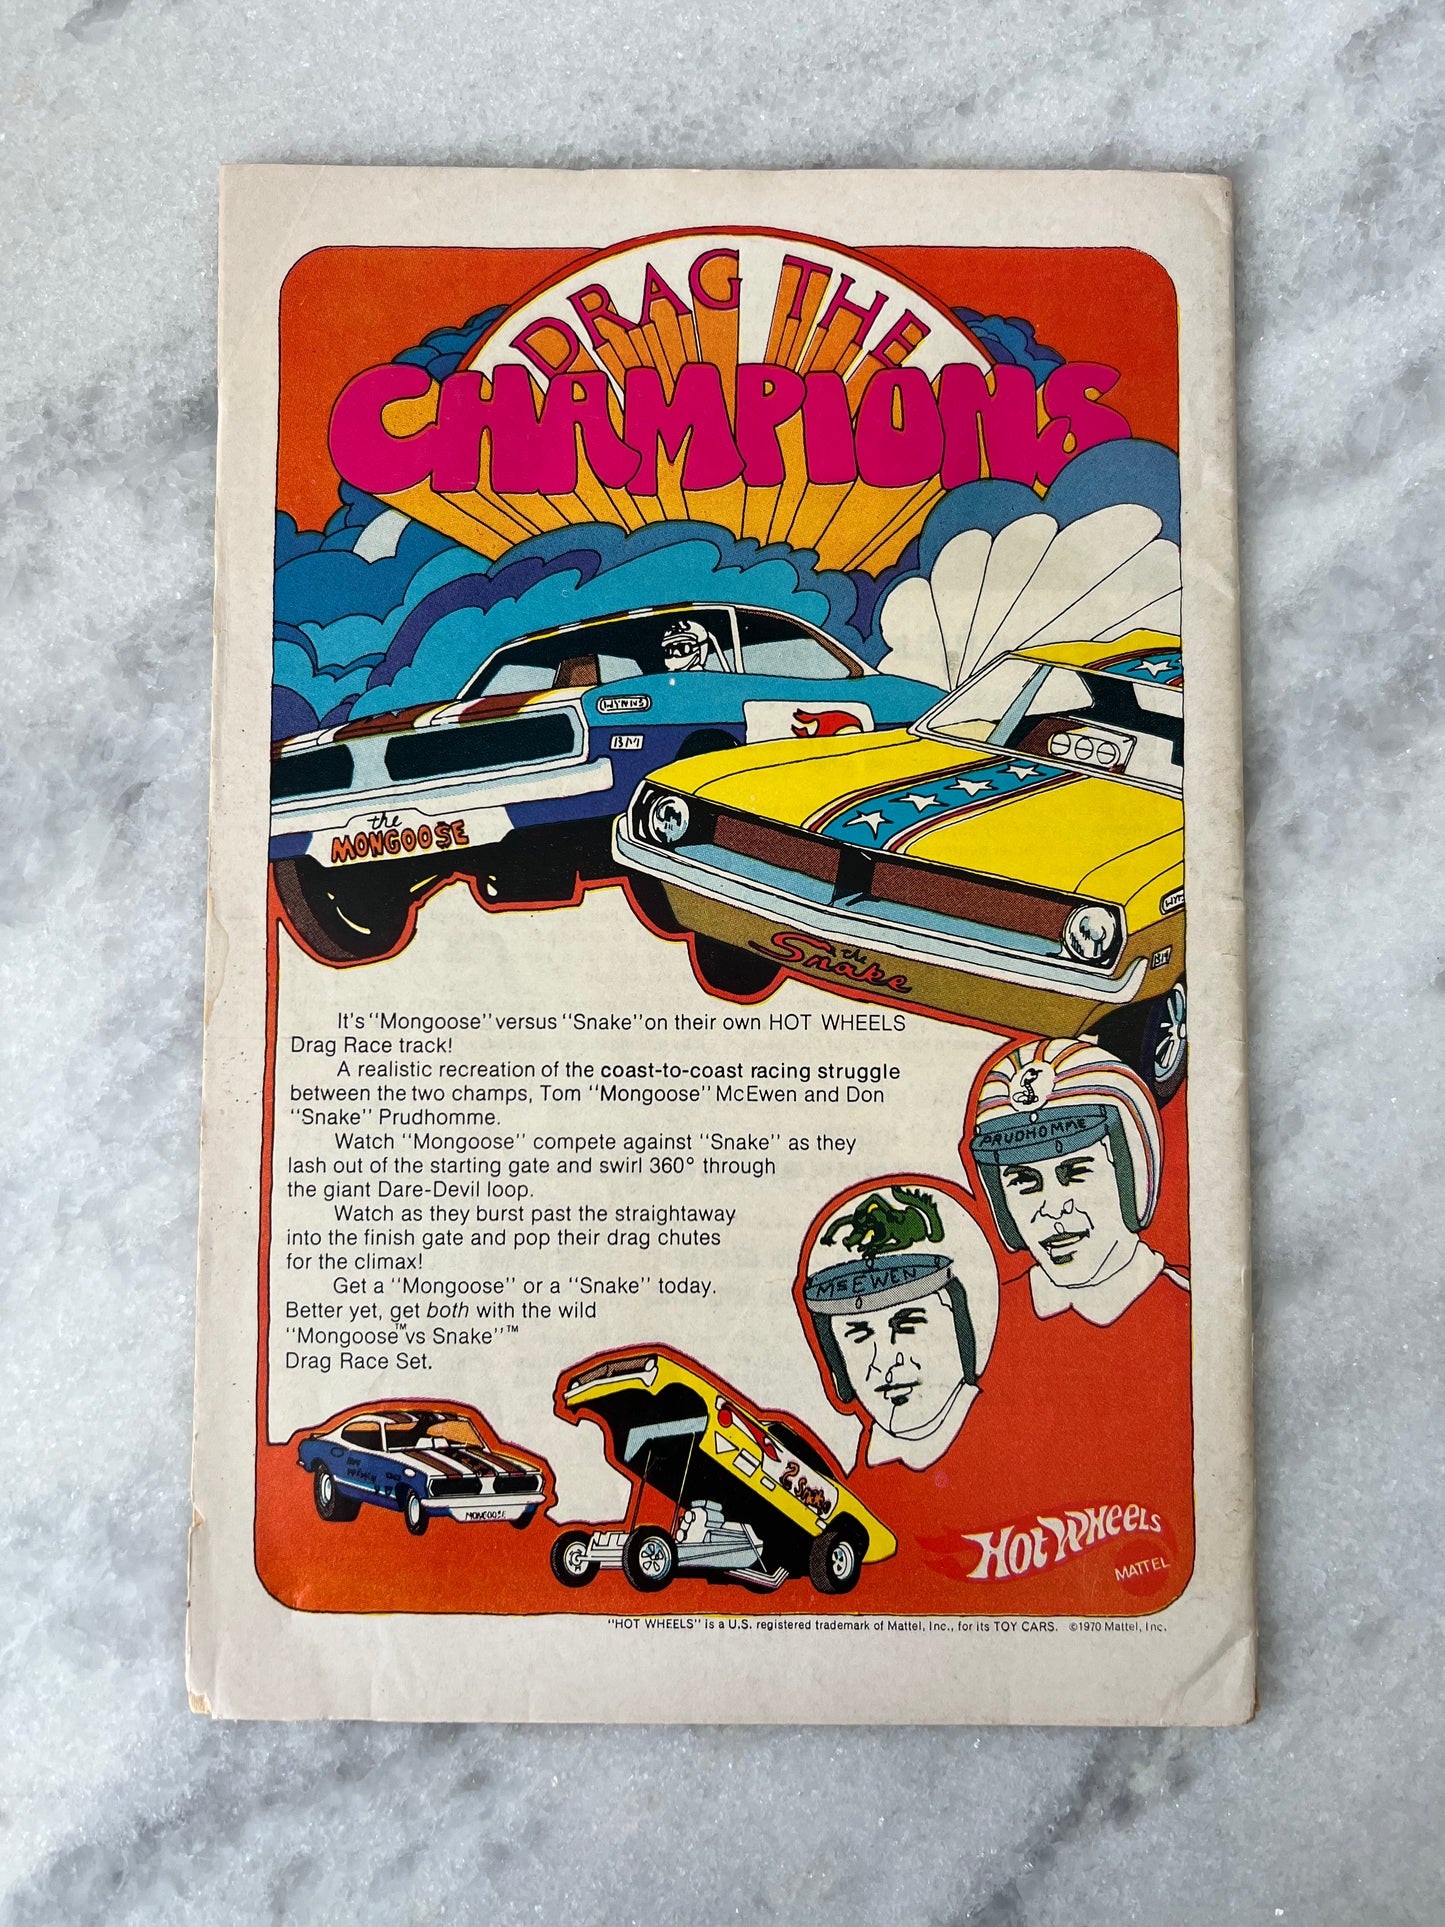 DRAG THE
CHAMPIONS
WYNN'S
BM
the
MONGOOSE
the
Snake
BM
It's "Mongoose" versus "Snake" on their own HOT WHEELS
Drag Race track!
A realistic recreation of the coast-to-coast racing struggle
between the two champs, Tom "Mongoose" McEwen and Don
"Snake" Prudhomme.
Watch "Mongoose" compete against "Snake" as they
lash out of the starting gate and swirl 360° through
the giant Dare-Devil loop.
Watch as they burst past the straightaway
into the finish gate and pop their drag chutes
for the climax!
Get a "Mongoose" or a "Snake" today.
Better yet, get both with the wild
"Mongoose™ vs Snake"™
Drag Race Set.
PRUDHOMME
McEWEN
MONGOOSE
Snake
HOT WHEELS
MATTEL
"HOT WHEELS" is a U.S. registered trademark of Mattel, Inc., for its TOY CARS. ©1970 Mattel, Inc.